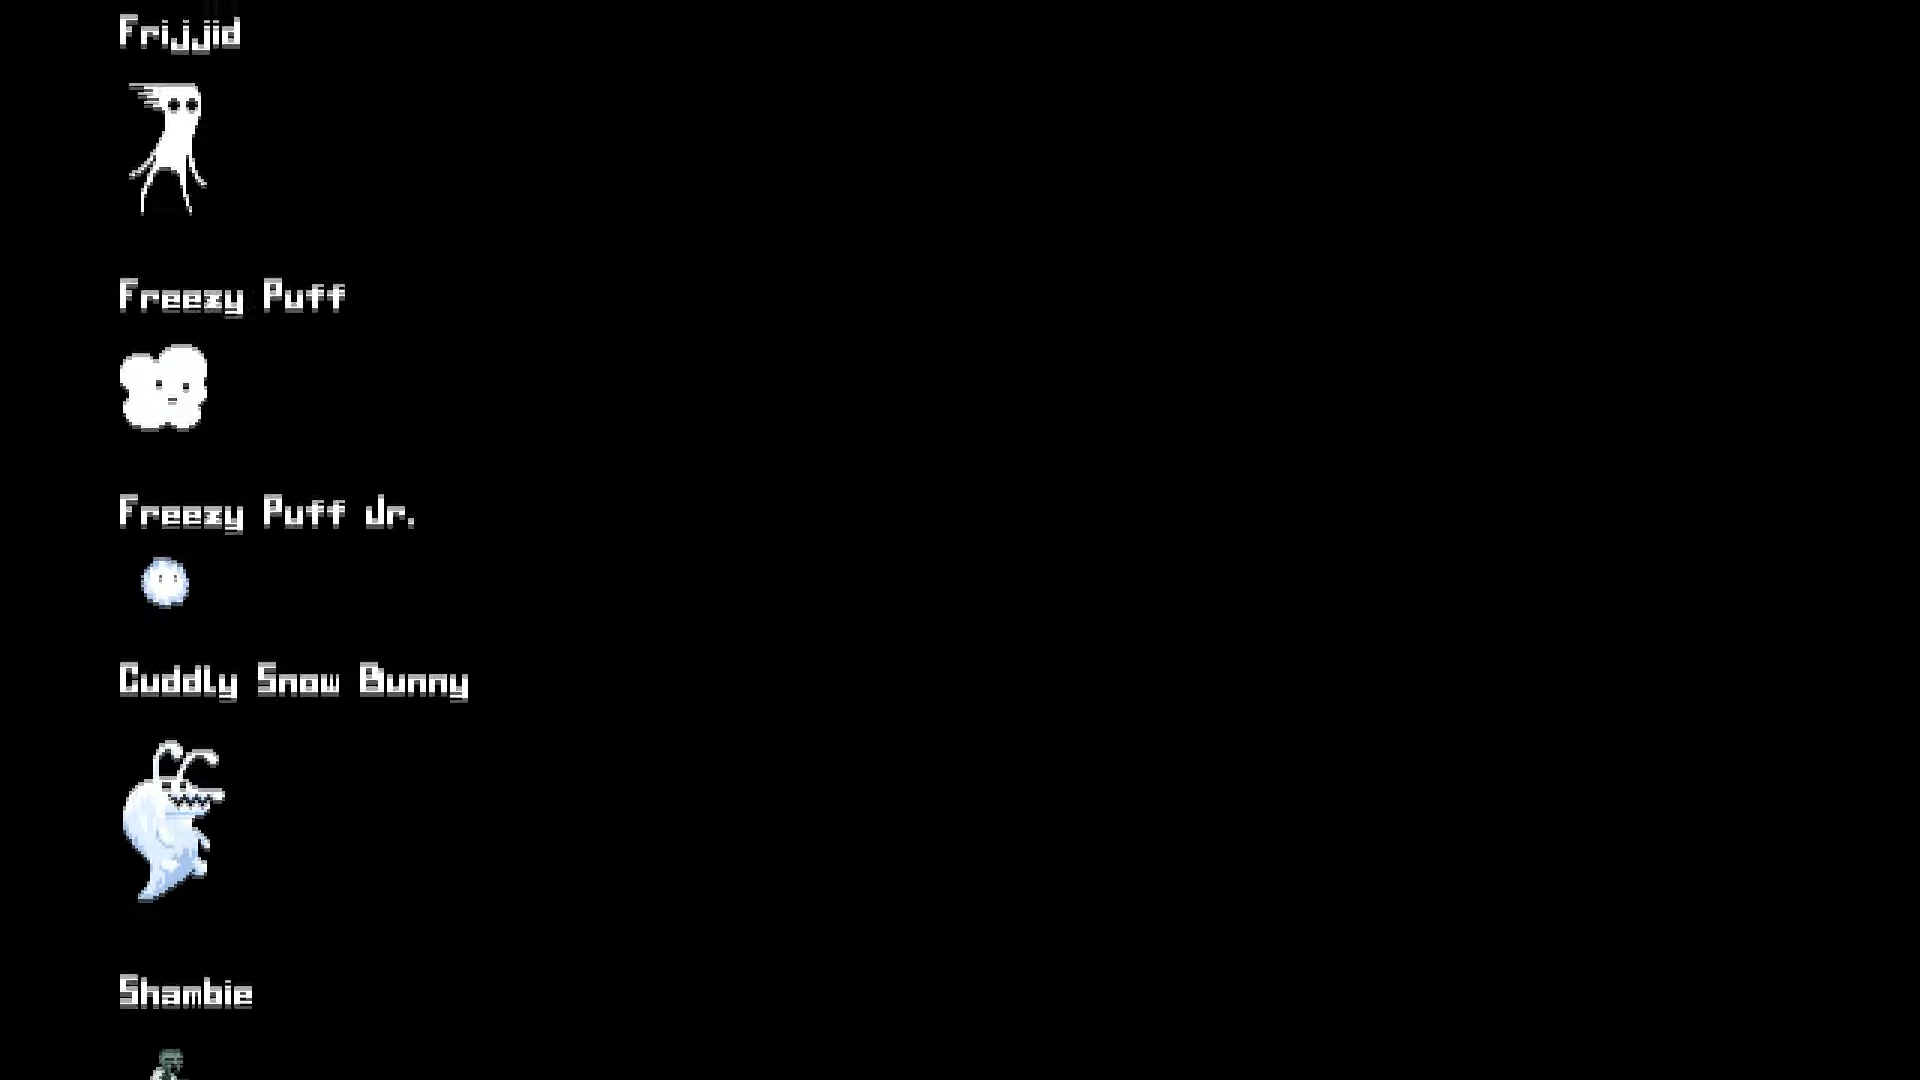 Frijjid
Freezy Puff
Freezy Puff Jr.
Cuddly Snow Bunny
Shambie